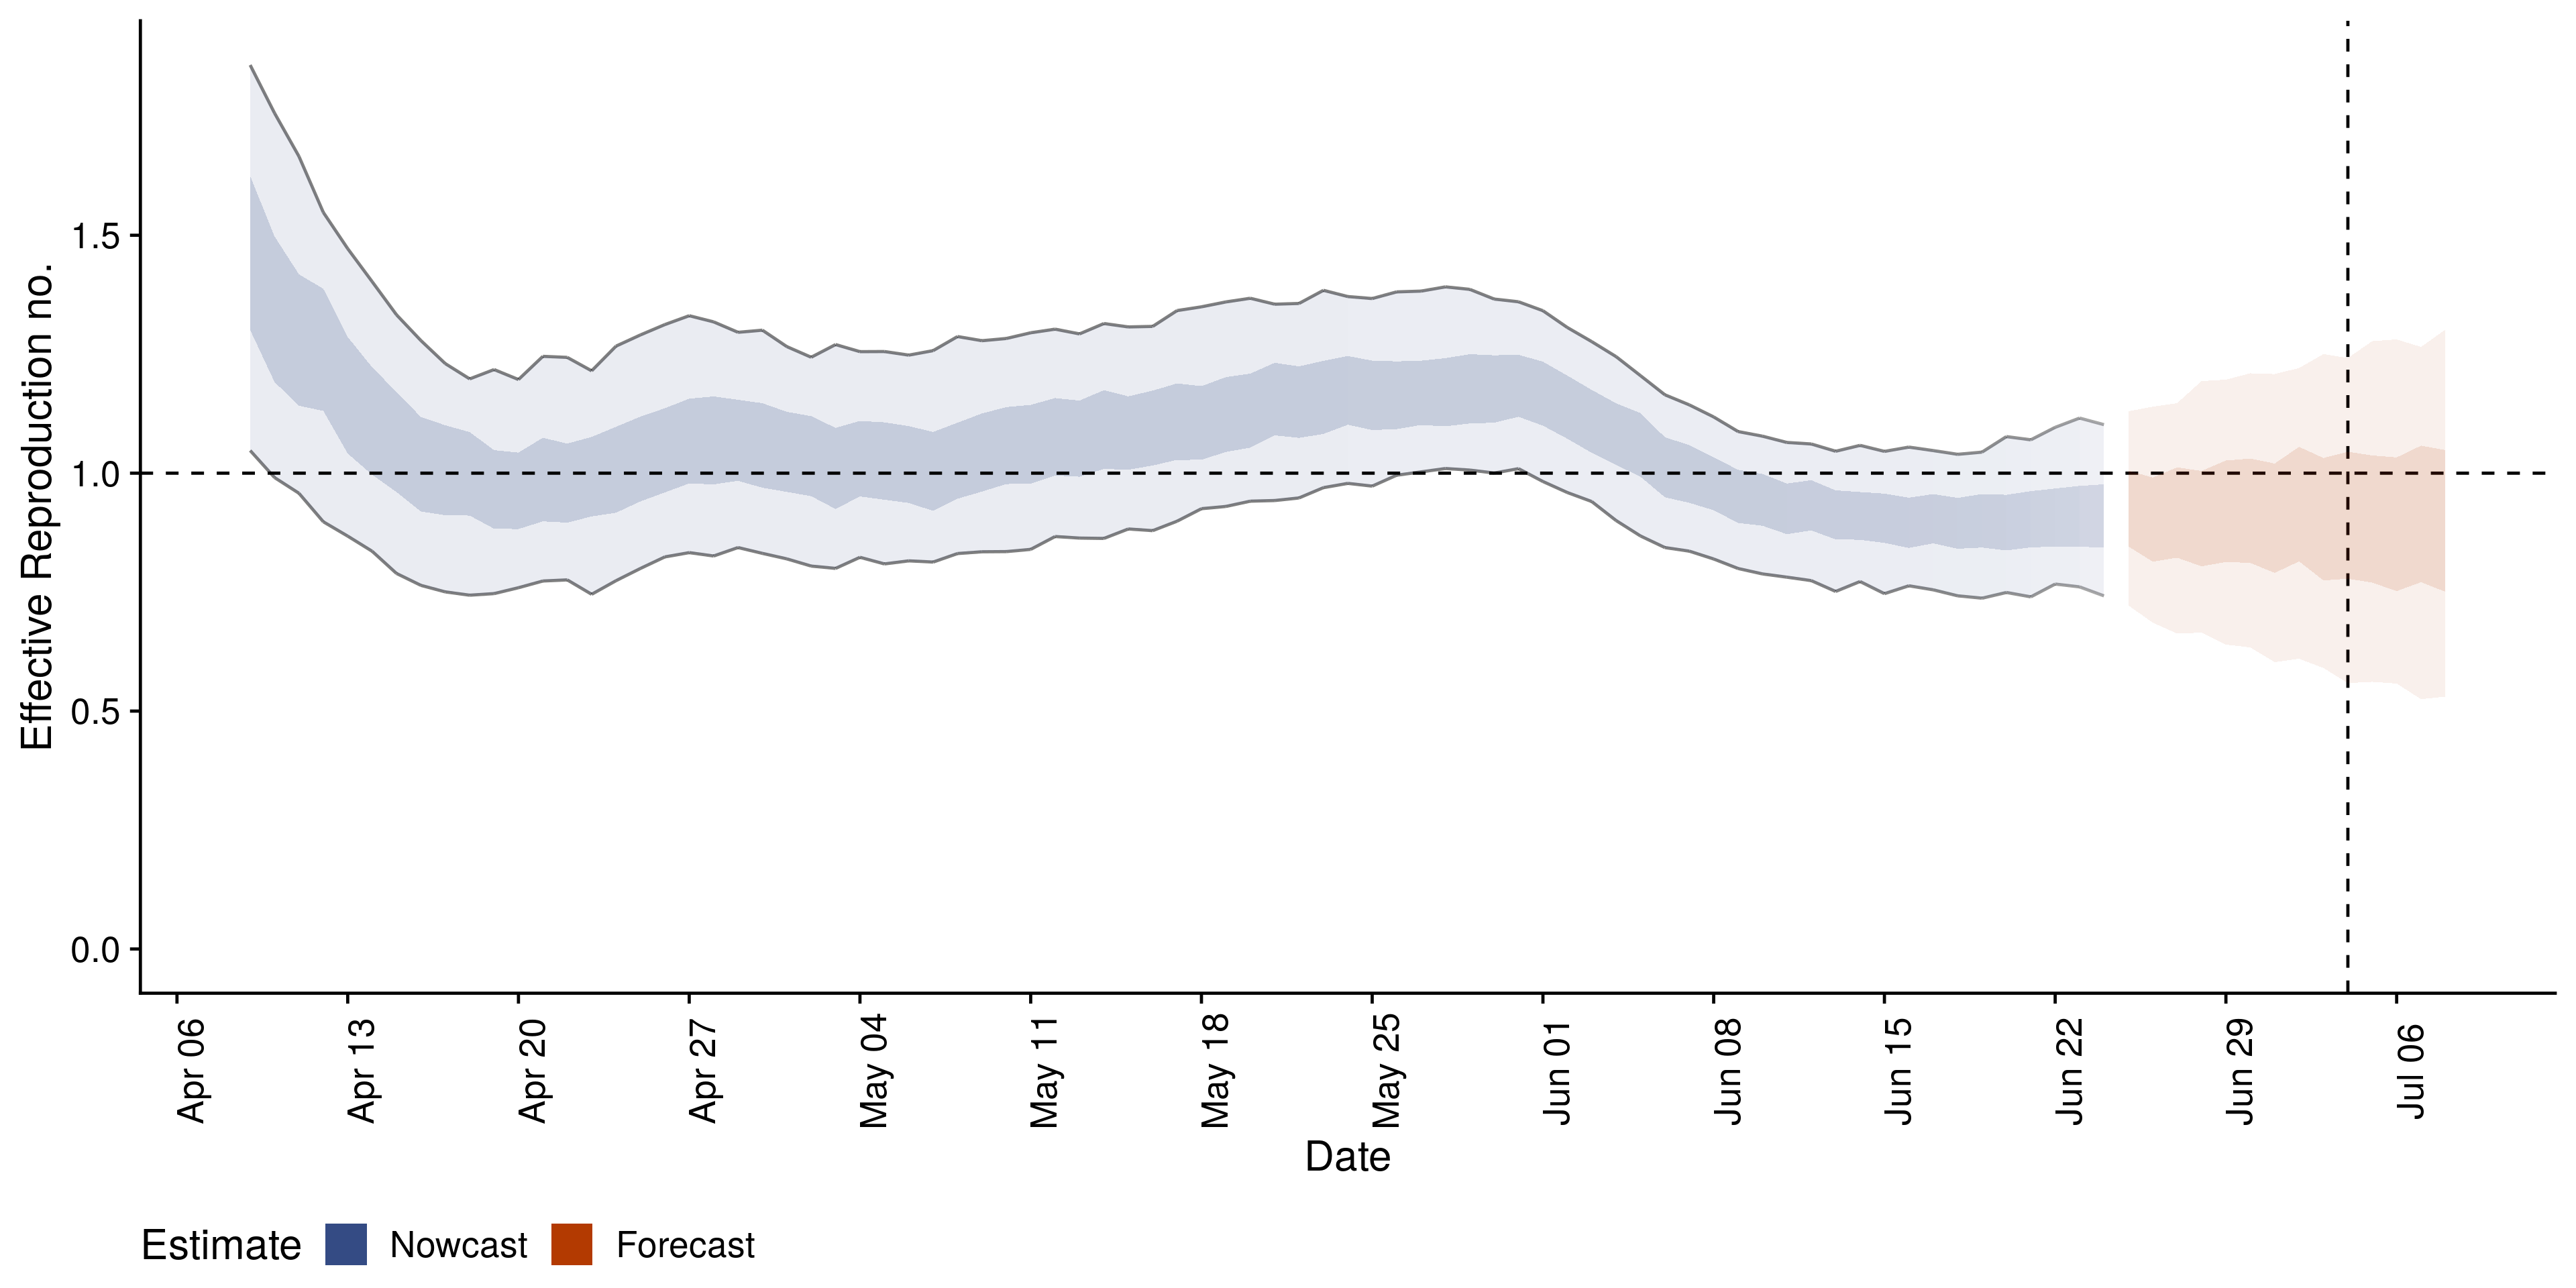 Effective Reproduction no.
1.5
1.0
0.5
0.0
Apr 06
Apr 13
Apr 20
Apr 27
May 04
May 11
May 18
May 25
Jun 01
Jun 08
Jun 15
Jun 22
Jun 29
Jul 06
Date
Estimate Nowcast Forecast